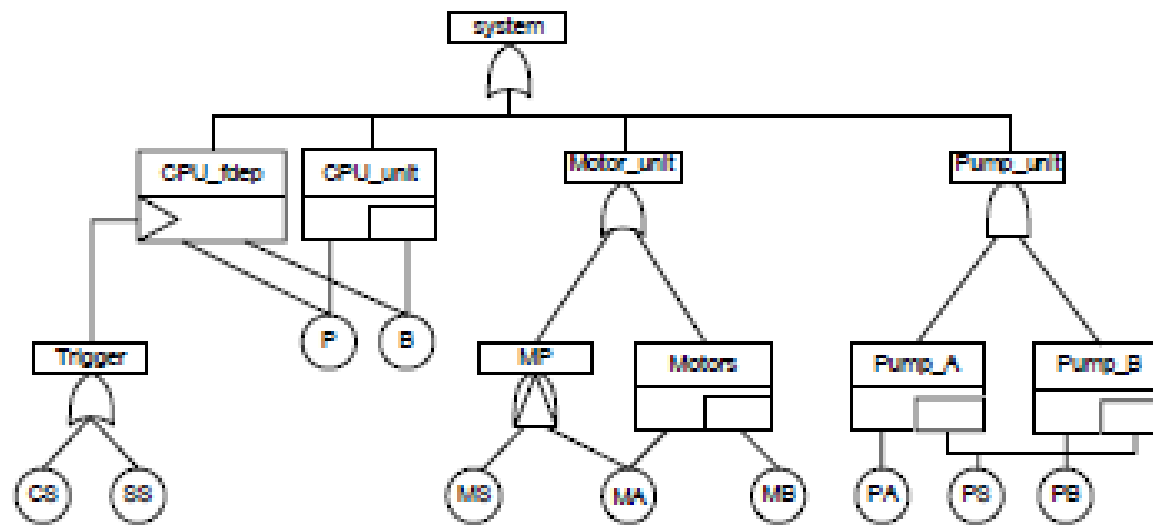 system
CPU_fdep
CPU_unit
Motor_unit
Pump_unit
P
B
Trigger
MP
Motors
Pump_A
Pump_B
CS
SS
MS
MA
MB
PA
PS
PB